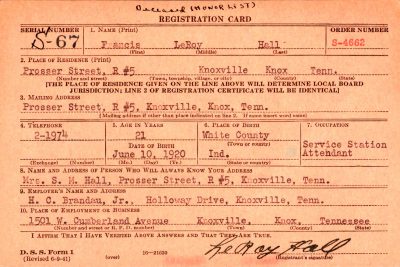 Deceased (HONOR LIST)
REGISTRATION CARD
SERIAL NUMBER 1. NAME (Print) ORDER NUMBER
S-67 Francis LeRoy Hall S-4662
(First) (Middle) (Last)
2. PLACE OF RESIDENCE (Print)
Prosser Street, R #5 Knoxville Knox Tenn.
(Number and street) (Town, township, village, or city) (County) (State)
[THE PLACE OF RESIDENCE GIVEN ON THE LINE ABOVE WILL DETERMINE LOCAL BOARD
JURISDICTION; LINE 2 OF REGISTRATION CERTIFICATE WILL BE IDENTICAL]
3. MAILING ADDRESS
Prosser Street, R #5, Knoxville, Knox, Tenn.
[Mailing address if other than place indicated on line 2. If same insert word same]
4. TELEPHONE 5. AGE IN YEARS 6. PLACE OF BIRTH 7. OCCUPATION
2-1974 21 White County
DATE OF BIRTH (Town or county) Service Station
June 10, 1920 Ind. Attendant
(Exchange) (Number) (Mo.) (Day) (Yr.) (State or country)
8. NAME AND ADDRESS OF PERSON WHO WILL ALWAYS KNOW YOUR ADDRESS
Mrs. S. M. Hall, Prosser Street, R #5, Knoxville, Tenn.
9. EMPLOYER'S NAME AND ADDRESS
H. C. Brandau, Jr., Holloway Drive, Knoxville, Tenn.
10. PLACE OF EMPLOYMENT OR BUSINESS
1501 W. Cumberland Avenue Knoxville, Knox, Tennessee
(Number and street or R. F. D. number) (Town) (County) (State)
I AFFIRM THAT I HAVE VERIFIED ABOVE ANSWERS AND THAT THEY ARE TRUE.
D. S. S. Form 1 LeRoy Hall
(Revised 6-9-41) (over) 16-21630 (Registrant's signature)